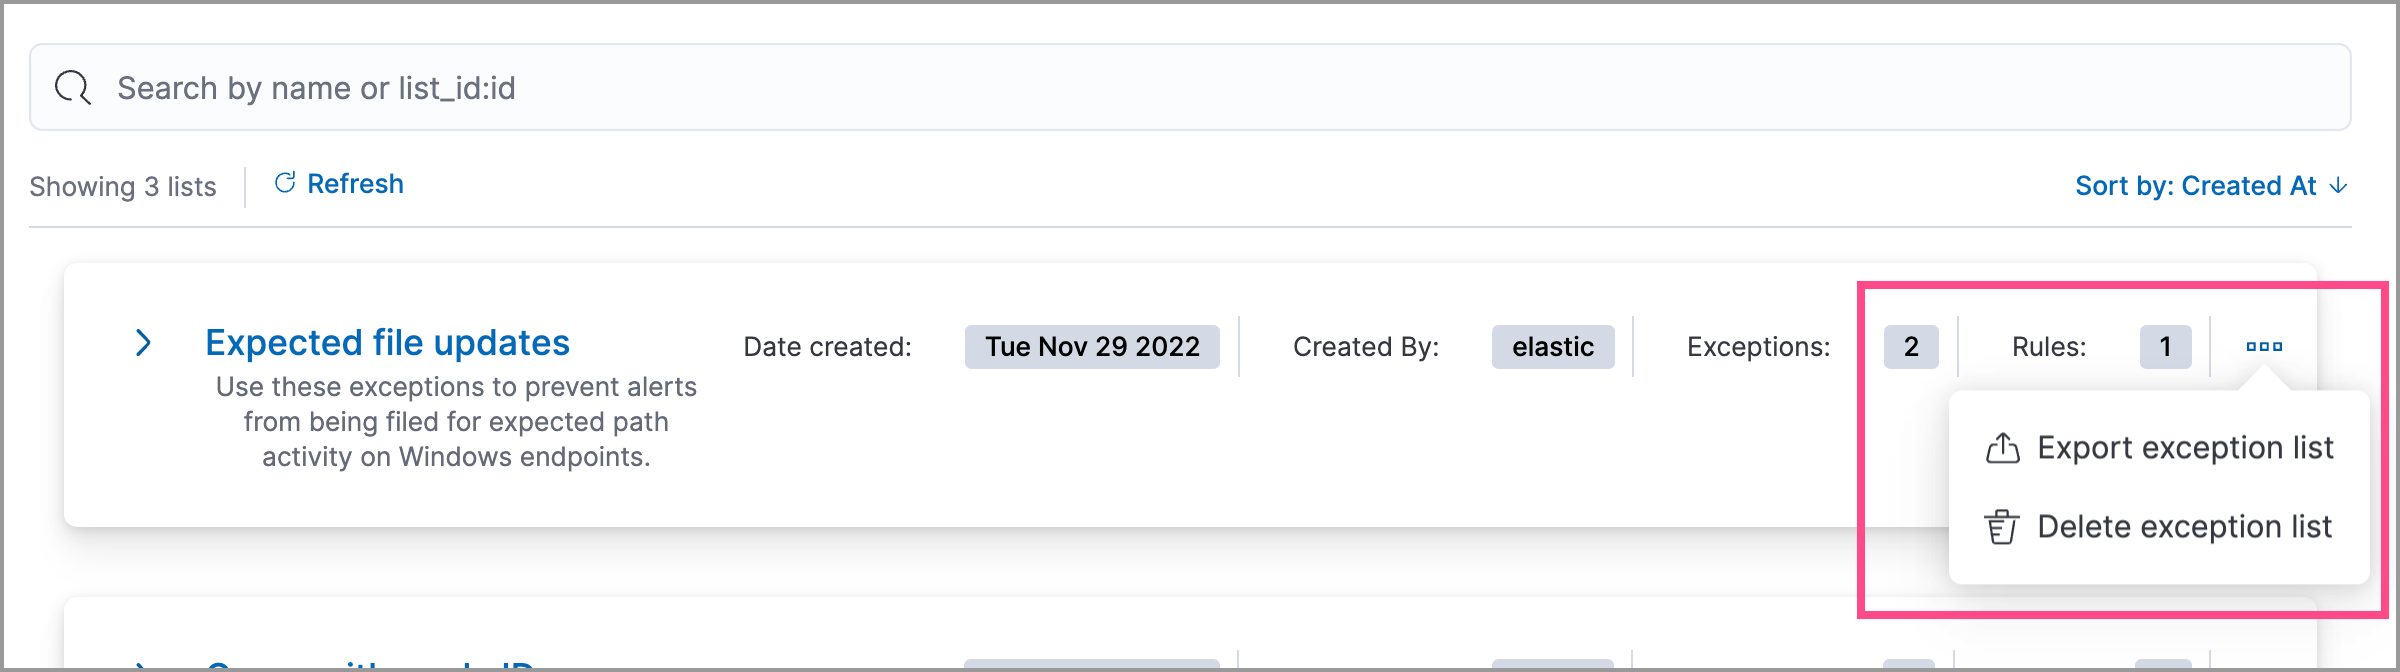 Search by name or list_id:id
Showing 3 lists Refresh Sort by: Created At
Expected file updates Date created: Tue Nov 29 2022 Created By: elastic Exceptions: 2 Rules: 1
Use these exceptions to prevent alerts
from being filed for expected path
activity on Windows endpoints.
Export exception list
Delete exception list